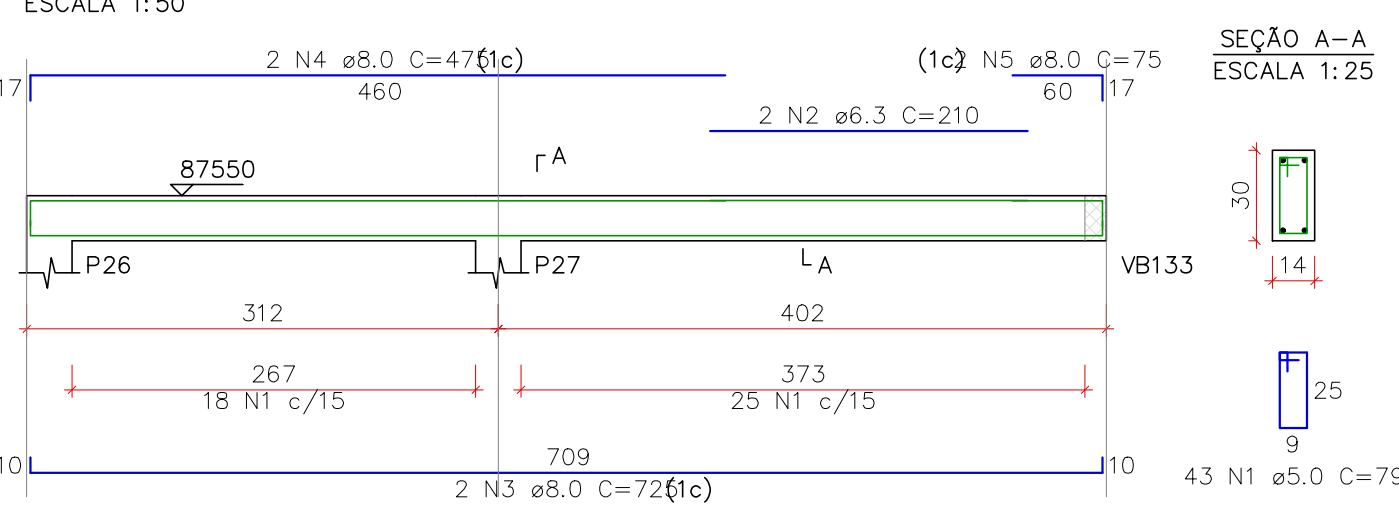 ESCALA 1:50
2 N4 ø8.0 C=475 (1c)
(1c) 2 N5 ø8.0 C=75
SEÇÃO A-A
ESCALA 1:25
17
460
60
17
2 N2 ø6.3 C=210
A
87550
30
P26
P27
A
VB133
14
312
402
267
373
18 N1 c/15
25 N1 c/15
25
9
10
709
10
2 N3 ø8.0 C=725 (1c)
43 N1 ø5.0 C=79